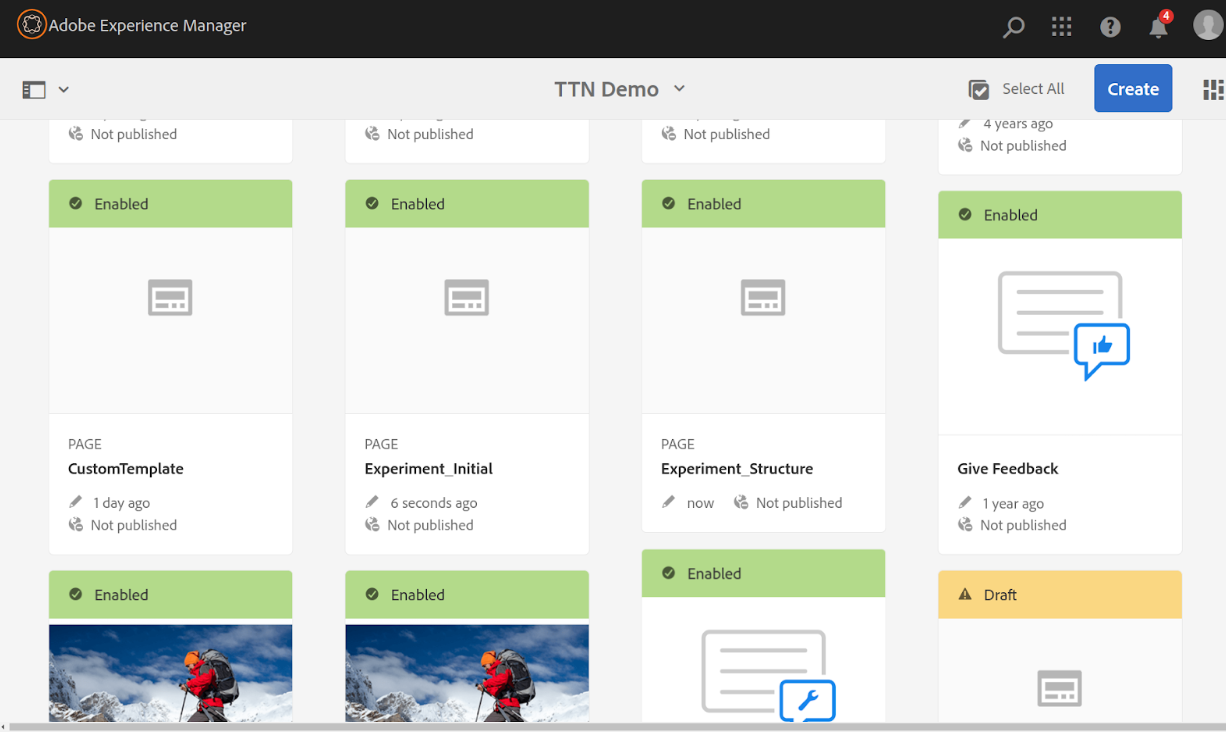 Adobe Experience Manager
4
TTN Demo
Select All
Create
Not published
Not published
Not published
4 years ago
Not published
Enabled
Enabled
Enabled
Enabled
PAGE
CustomTemplate
1 day ago
Not published
PAGE
Experiment_Initial
6 seconds ago
Not published
PAGE
Experiment_Structure
now
Not published
Give Feedback
1 year ago
Not published
Enabled
Enabled
Enabled
Draft